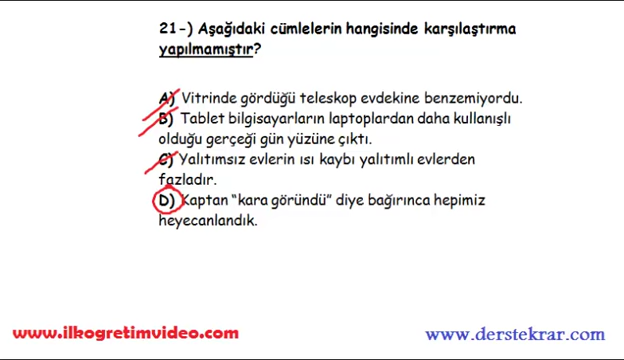 21-) Aşağıdaki cümlelerin hangisinde karşılaştırma
yapılmamıştır?
A) Vitrinde gördüğü teleskop evdekine benzemiyordu.
B) Tablet bilgisayarların laptoplardan daha kullanışlı
olduğu gerçeği gün yüzüne çıktı.
C) Yalıtımsız evlerin ısı kaybı yalıtımlı evlerden
fazladır.
D) Kaptan “kara göründü” diye bağırınca hepimiz
heyecanlandık.
www.ilkogretimvideo.com
www.derstekrar.com